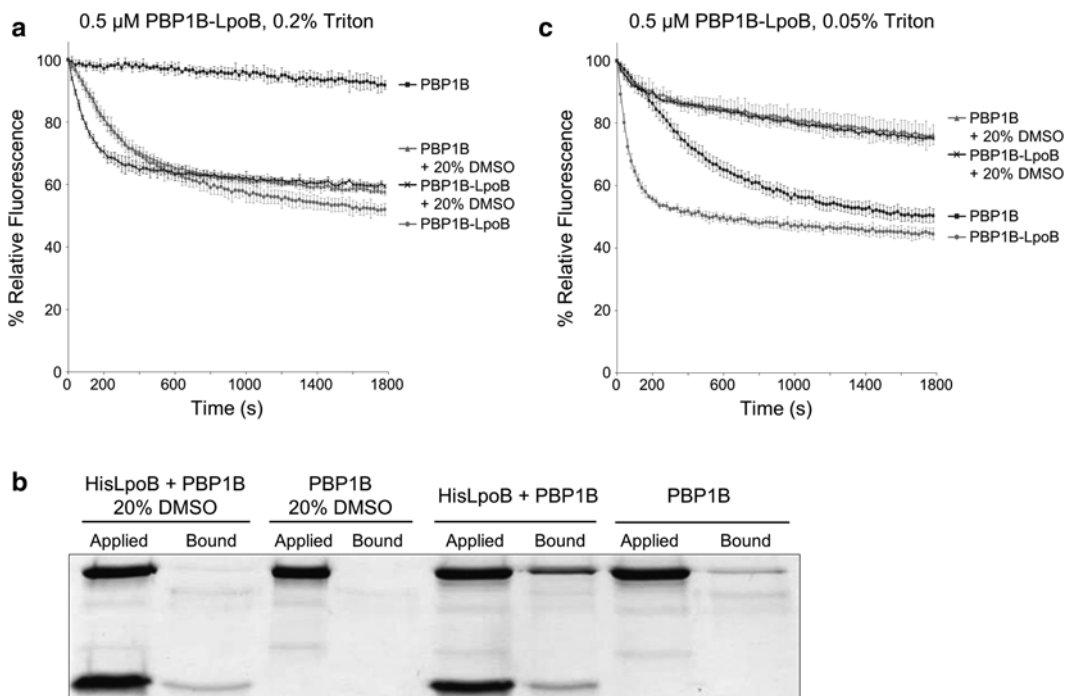 a
0.5 µM PBP1B-LpoB, 0.2% Triton
% Relative Fluorescence
100
80
60
40
20
0
0 200 600 1000 1400 1800
Time (s)
PBP1B
PBP1B
+ 20% DMSO
PBP1B-LpoB
+ 20% DMSO
PBP1B-LpoB
c
0.5 µM PBP1B-LpoB, 0.05% Triton
% Relative Fluorescence
100
80
60
40
20
0
0 200 600 1000 1400 1800
Time (s)
PBP1B
+ 20% DMSO
PBP1B-LpoB
+ 20% DMSO
PBP1B
PBP1B-LpoB
b
HisLpoB + PBP1B
20% DMSO
PBP1B
20% DMSO
HisLpoB + PBP1B
PBP1B
Applied Bound Applied Bound Applied Bound Applied Bound